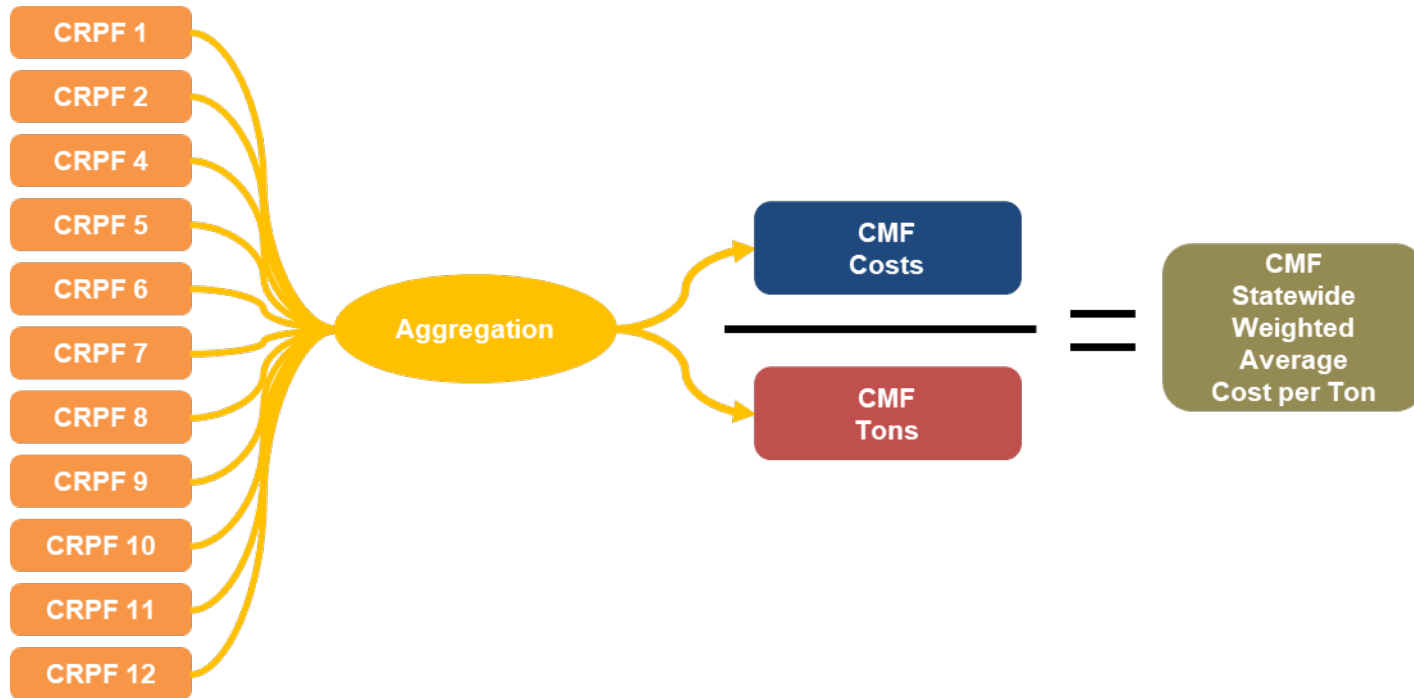 CRPF 1
CRPF 2
CRPF 4
CRPF 5
CRPF 6
CRPF 7
CRPF 8
CRPF 9
CRPF 10
CRPF 11
CRPF 12
Aggregation
CMF
Costs
CMF
Tons
CMF
Statewide
Weighted
Average
Cost per Ton